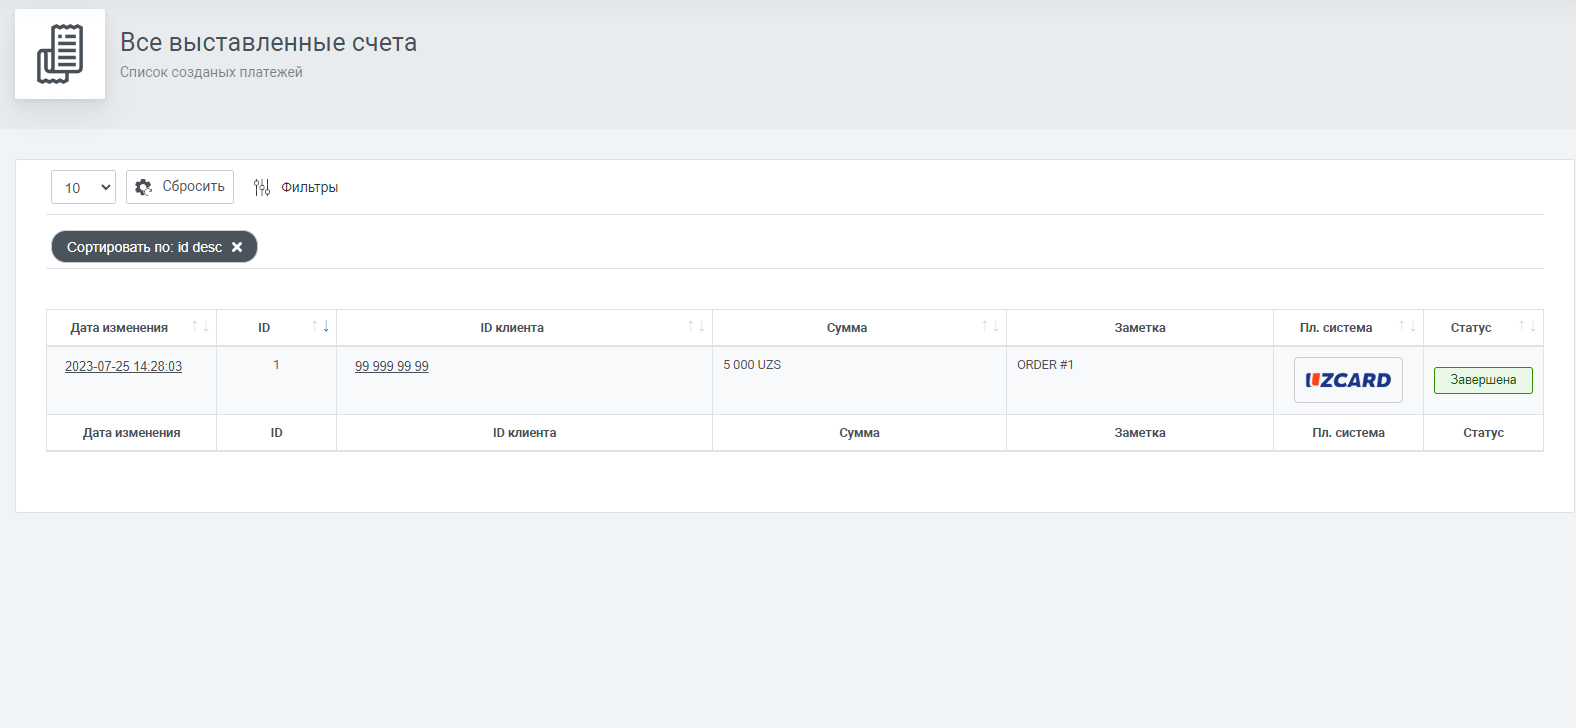 Все выставленные счета
Список созданых платежей
10 Сбросить Фильтры
Сортировать по: id desc
Дата изменения ID ID клиента Сумма Заметка Пл. система Статус
2023-07-25 14:28:03 1 99 999 99 99 5 000 UZS ORDER #1 UZCARD Завершена
Дата изменения ID ID клиента Сумма Заметка Пл. система Статус